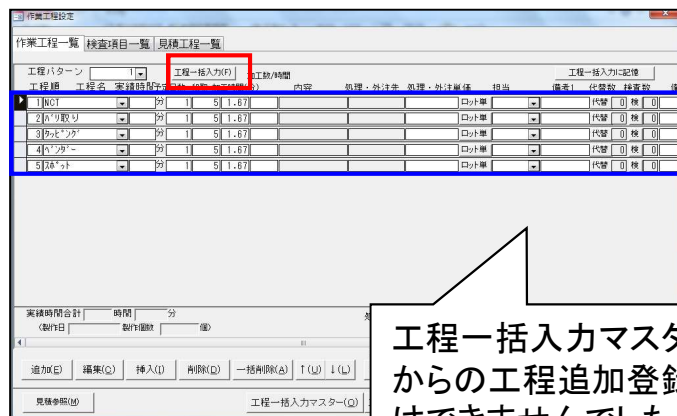 作業工程設定
作業工程一覧 検査項目一覧 見積工程一覧
工程パターン 1 工程一括入力(F) 加工数/時間 工程一括入力に記憶
工程順 工程名 実績時間 内容 処理・外注先 処理・外注単価 担当 備考1 代替数 検査数
1 NCT 分 1 5 1.67 ロット単 代替 0 検 0
2 バリ取り 分 1 5 1.67 ロット単 代替 0 検 0
3 タッピング 分 1 5 1.67 ロット単 代替 0 検 0
4 ベンダー 分 1 5 1.67 ロット単 代替 0 検 0
5 スポット 分 1 5 1.67 ロット単 代替 0 検 0
実績時間合計 時間 分
(製作日 製作個数 個)
追加(E) 編集(C) 挿入(I) 削除(D) 一括削除(A) ↑(U) ↓(L)
見積参照(M) 工程一括入力マスター(O)
工程一括入力マスタ
からの工程追加登録
はできませんでした